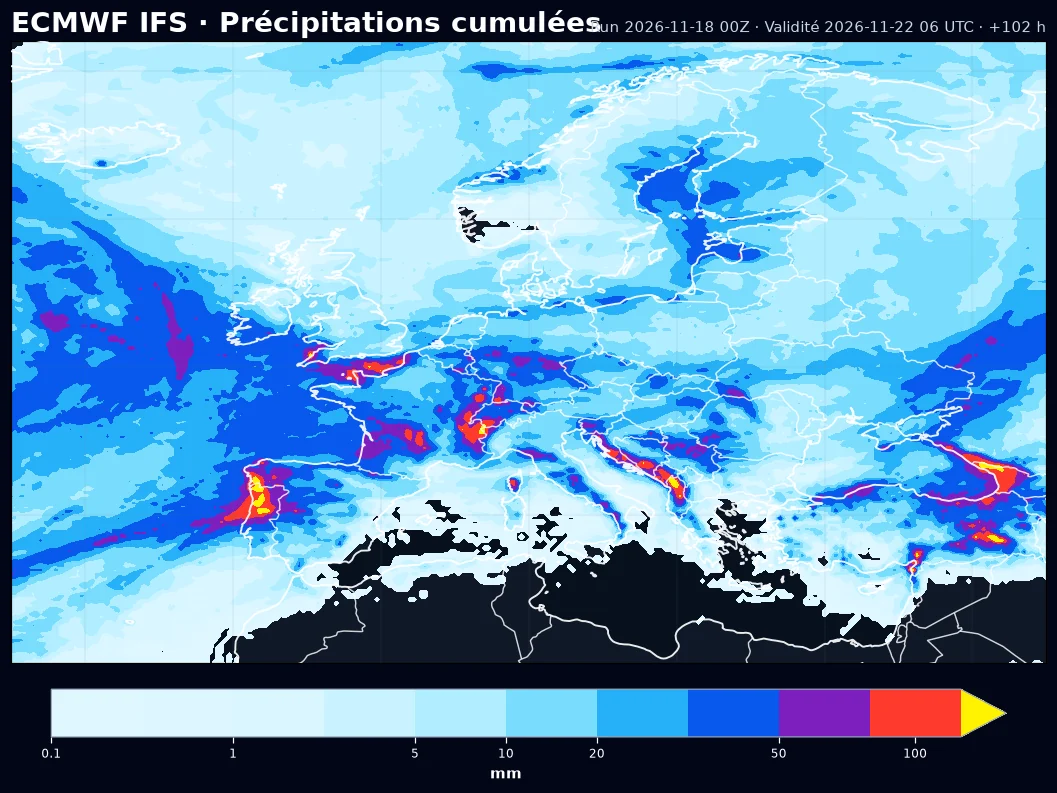 ECMWF IFS · Précipitations cumulées
Run 2026-11-18 00Z · Validité 2026-11-22 06 UTC · +102 h
0.1 1 5 10 20 50 100
mm